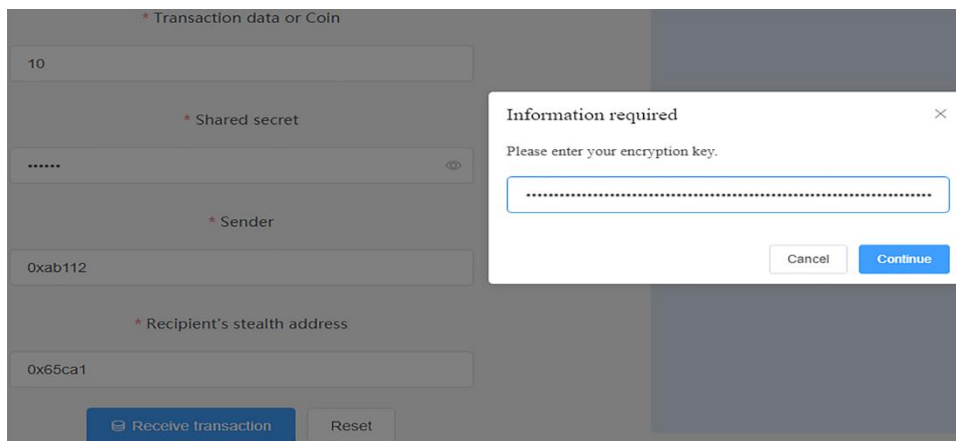 * Transaction data or Coin
10
* Shared secret
••••••
* Sender
0xab112
* Recipient's stealth address
0x65ca1
Receive transaction
Reset
Information required
Please enter your encryption key.
Cancel
Continue